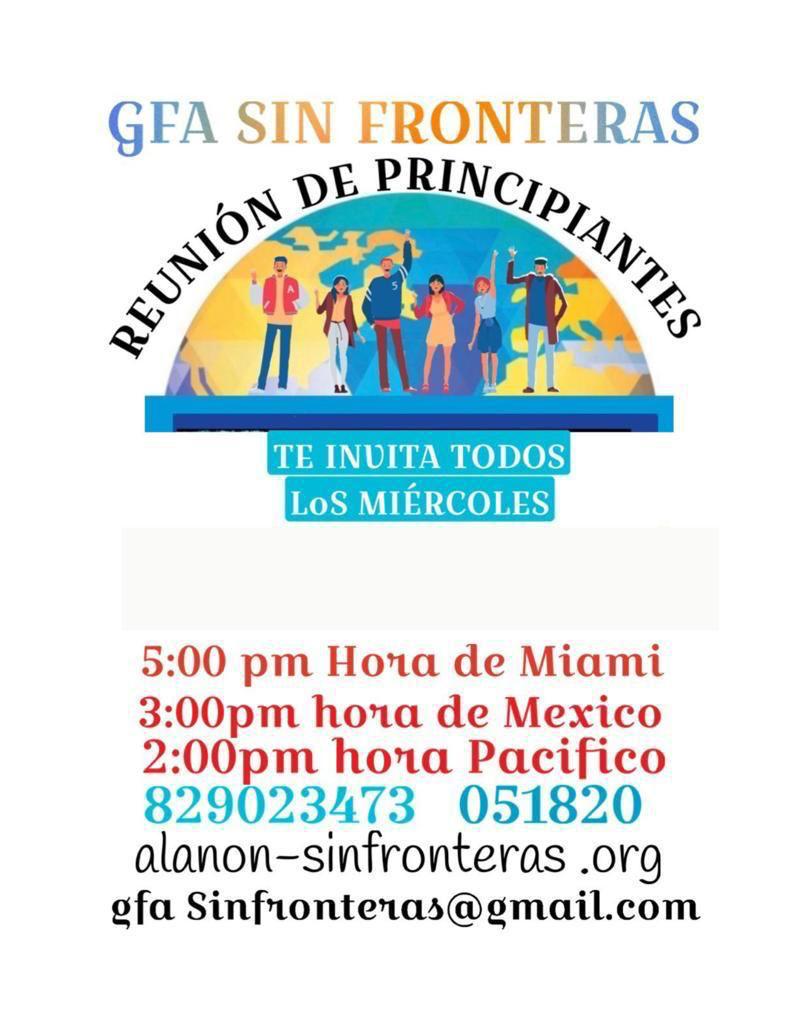 GFA SIN FRONTERAS
REUNIÓN DE PRINCIPIANTES
A
5
TE INVITA TODOS
LoS MIÉRCOLES
5:00 pm Hora de Miami
3:00pm hora de Mexico
2:00pm hora Pacifico
829023473 051820
alanon-sinfronteras .org
gfa Sinfronteras@gmail.com